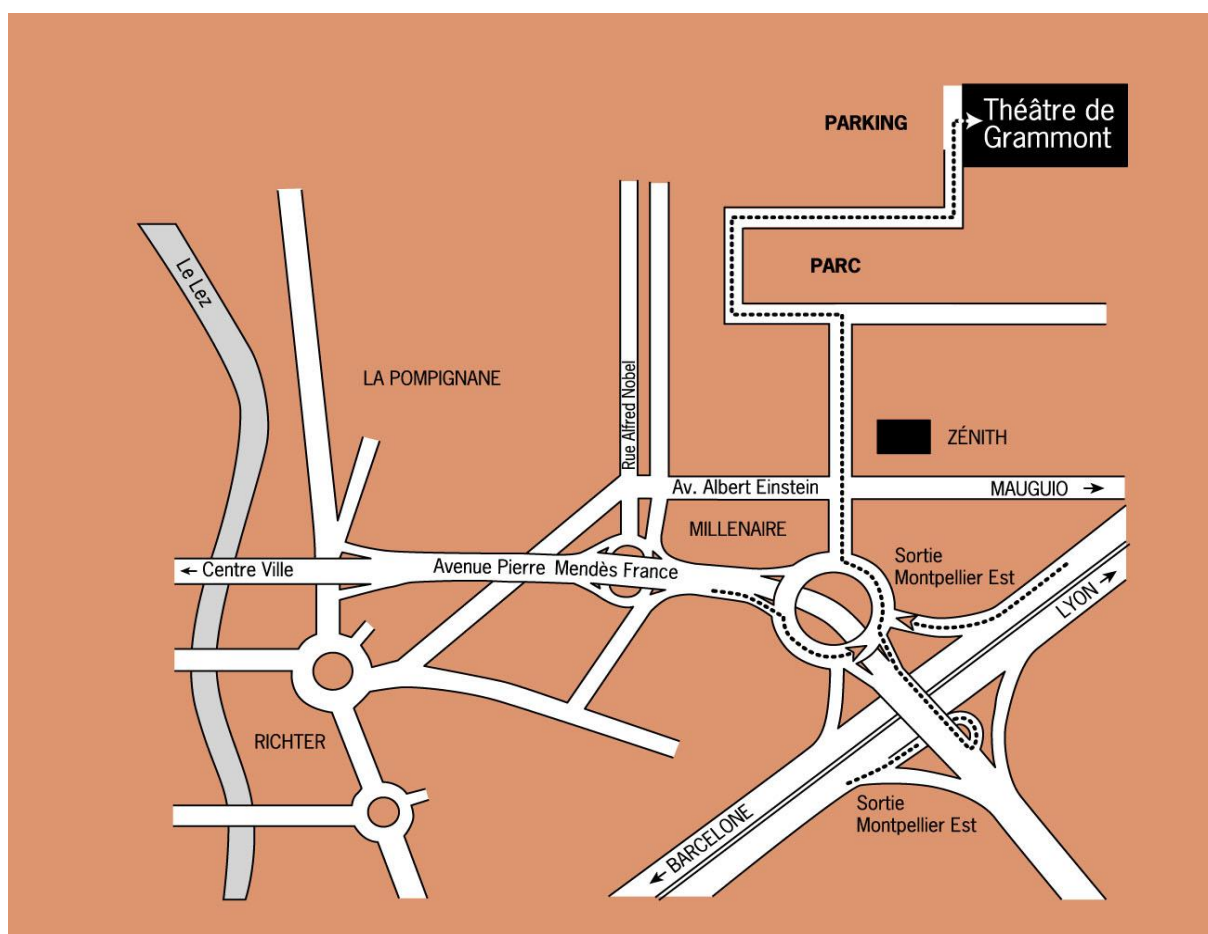 PARKING
Théâtre de
Grammont
Le Lez
PARC
LA POMPIGNANE
Rue Alfred Nobel
ZÉNITH
Av. Albert Einstein
MAUGUIO →
MILLENAIRE
Sortie
Montpellier Est
← Centre Ville
Avenue Pierre Mendès France
LYON →
RICHTER
Sortie
Montpellier Est
← BARCELONE